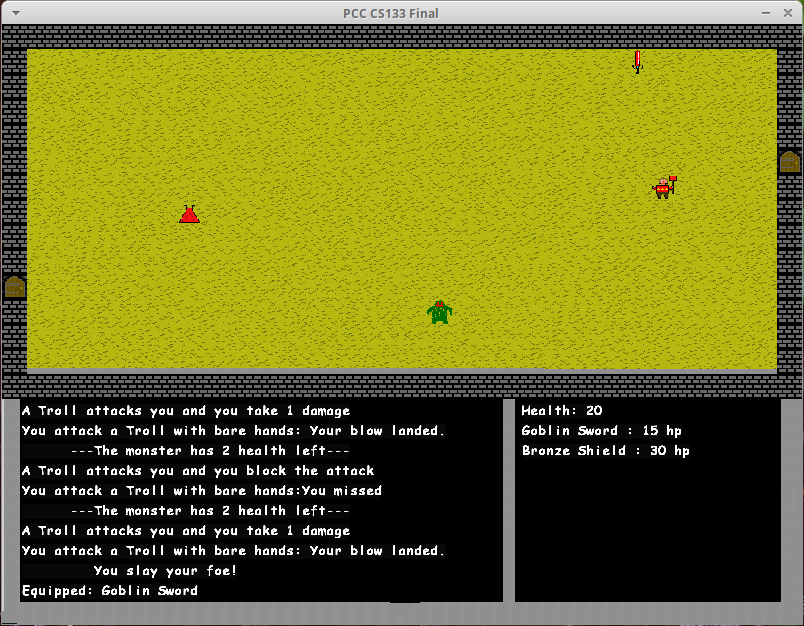 PCC CS133 Final
A Troll attacks you and you take 1 damage
You attack a Troll with bare hands: Your blow landed.
---The monster has 2 health left---
A Troll attacks you and you block the attack
You attack a Troll with bare hands:You missed
---The monster has 2 health left---
A Troll attacks you and you take 1 damage
You attack a Troll with bare hands: Your blow landed.
You slay your foe!
Equipped: Goblin Sword
Health: 20
Goblin Sword : 15 hp
Bronze Shield : 30 hp